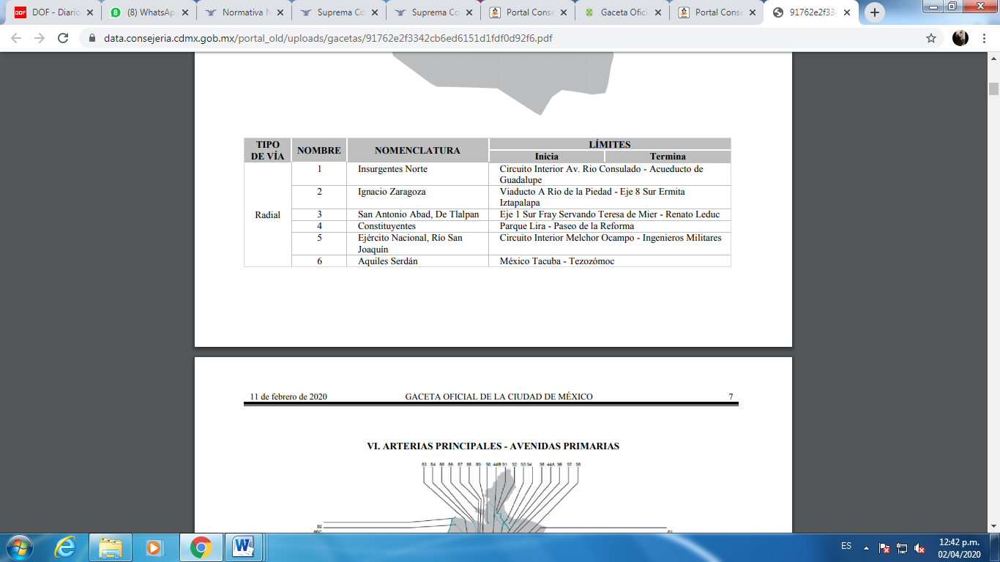 DOF - Diario
(8) WhatsAp
Normativa N
Suprema Co
Suprema Co
Portal Conse
Gaceta Ofici
Portal Conse
91762e2f334
data.consejeria.cdmx.gob.mx/portal_old/uploads/gacetas/91762e2f3342cb6ed6151d1fdf0d92f6.pdf
TIPO DE VÍA
NOMBRE
NOMENCLATURA
LÍMITES
Inicia
Termina
Radial
1
Insurgentes Norte
Circuito Interior Av. Rio Consulado - Acueducto de
Guadalupe
2
Ignacio Zaragoza
Viaducto A Río de la Piedad - Eje 8 Sur Ermita
Iztapalapa
3
San Antonio Abad, De Tlalpan
Eje 1 Sur Fray Servando Teresa de Mier - Renato Leduc
4
Constituyentes
Parque Lira - Paseo de la Reforma
5
Ejército Nacional, Río San
Joaquín
Circuito Interior Melchor Ocampo - Ingenieros Militares
6
Aquiles Serdán
México Tacuba - Tezozómoc
11 de febrero de 2020
GACETA OFICIAL DE LA CIUDAD DE MÉXICO
7
VI. ARTERIAS PRINCIPALES - AVENIDAS PRIMARIAS
83 84 85 86 87 88 89 90 44B 91 92 93 94 95 44A 96 97 98
82
ES
12:42 p.m.
02/04/2020